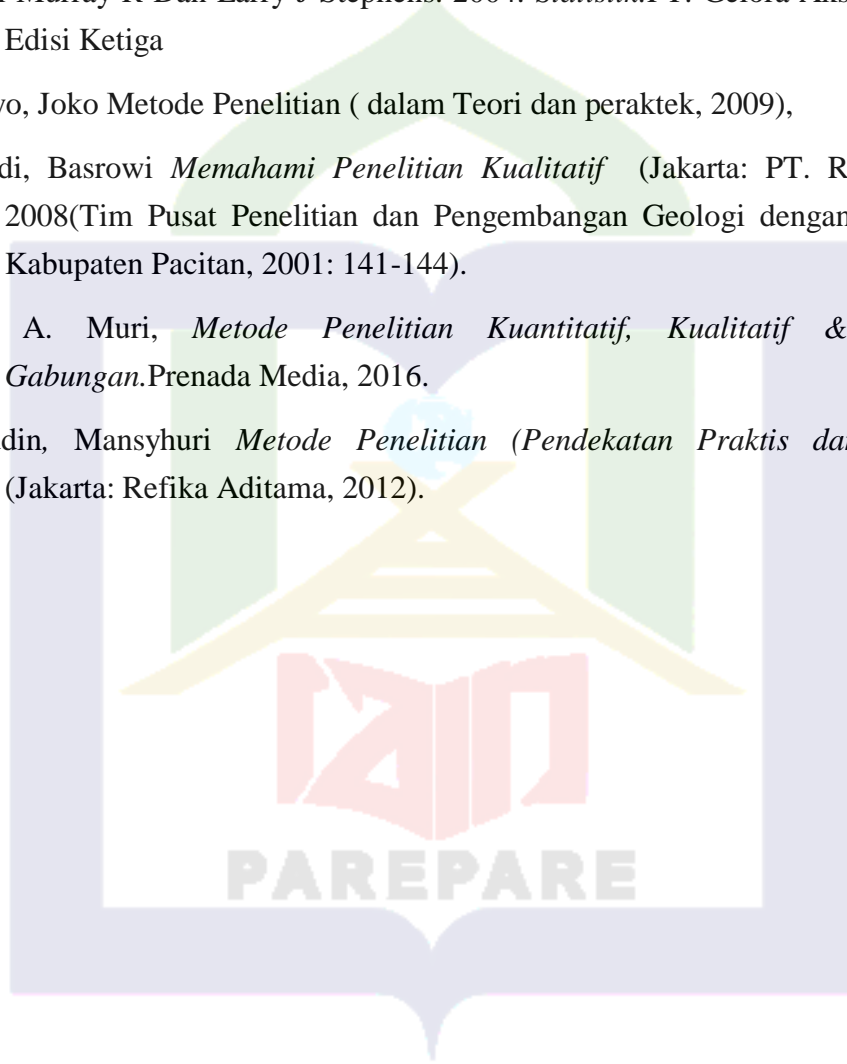 Murray R Dan Larry J Stephens. 2004. Statistik.PT. Gelora Aks
Edisi Ketiga
yo, Joko Metode Penelitian ( dalam Teori dan peraktek, 2009),
di, Basrowi Memahami Penelitian Kualitatif (Jakarta: PT. R
2008(Tim Pusat Penelitian dan Pengembangan Geologi dengan
Kabupaten Pacitan, 2001: 141-144).
A. Muri, Metode Penelitian Kuantitatif, Kualitatif &
Gabungan.Prenada Media, 2016.
din, Mansyhuri Metode Penelitian (Pendekatan Praktis dan
(Jakarta: Refika Aditama, 2012).
iain
PAREPARE